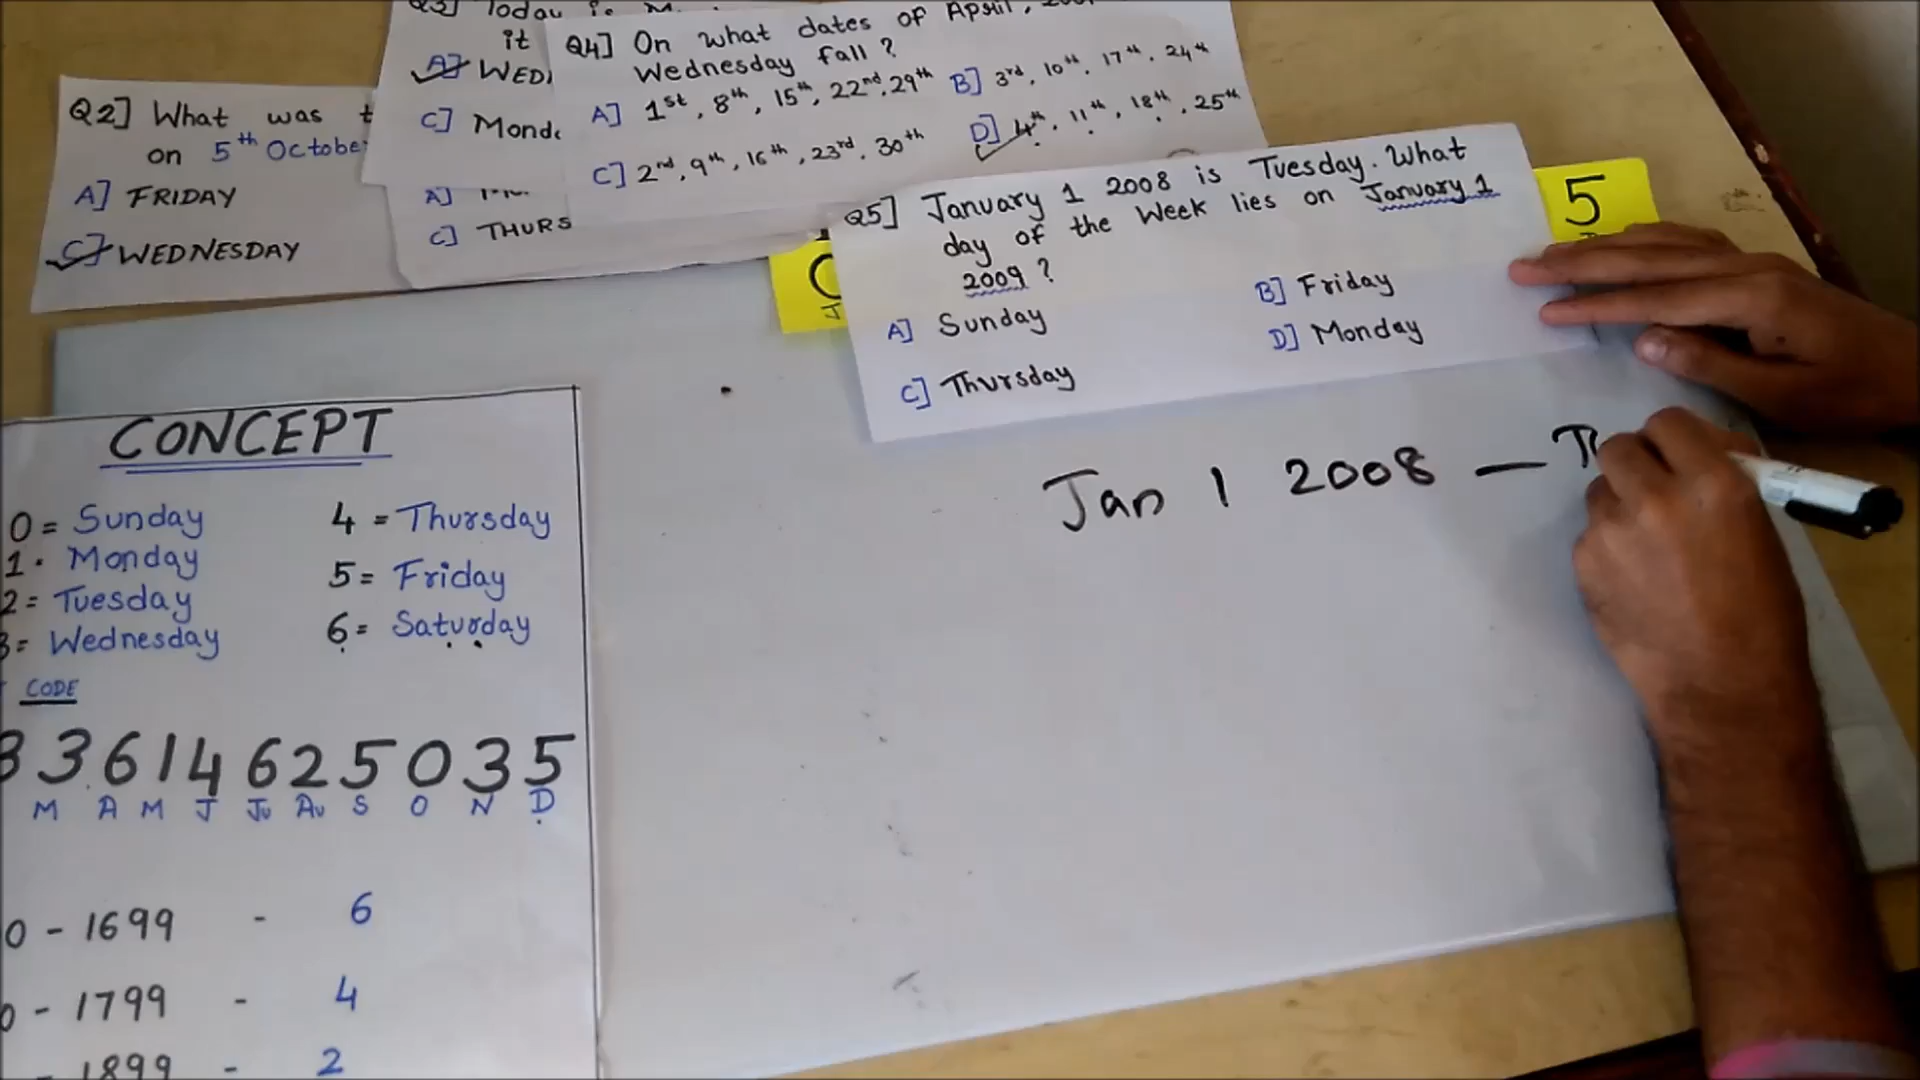 Q2] What was
on 5th October
A] FRIDAY
C] WEDNESDAY
Q3] Today is
it
A]
C]
A]
C] THURS
Q4] On what dates of April,
Wednesday fall ?
A] 1st, 8th, 15th, 22nd, 29th
B] 3rd, 10th, 17th, 24th
C] 2nd, 9th, 16th, 23rd, 30th
D] 4th, 11th, 18th, 25th
Q5] January 1 2008 is Tuesday. What
day of the Week lies on January 1
2009 ?
A] Sunday
B] Friday
C] Thursday
D] Monday
5
J
Jan 1 2008 —
CONCEPT
0 = Sunday
1. Monday
2 = Tuesday
3 = Wednesday
4 = Thursday
5 = Friday
6 = Saturday
CODE
3 3 6 1 4 6 2 5 0 3 5
M A M J Ju Au S O N D
0 - 1699 - 6
0 - 1799 - 4
- 1899 - 2